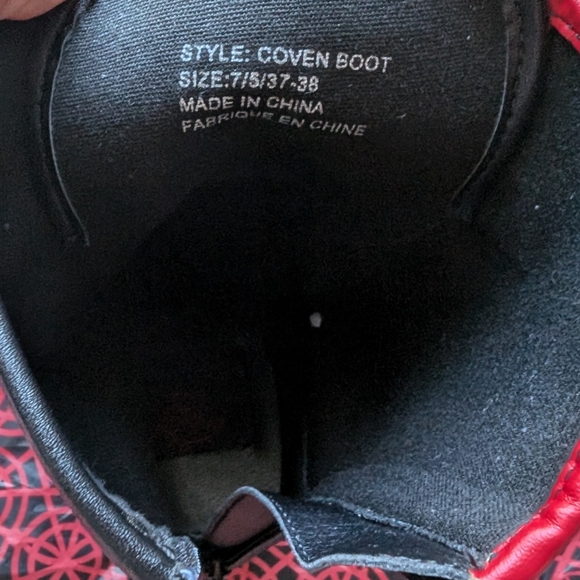 STYLE: COVEN BOOT
SIZE:7/5/37-38
MADE IN CHINA
FABRIQUE EN CHINE